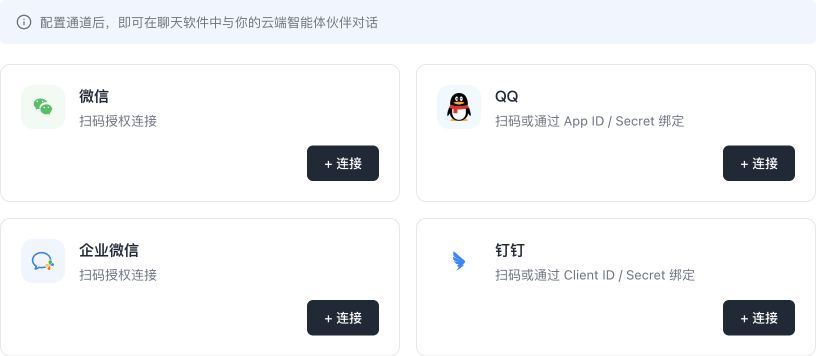 配置通道后，即可在聊天软件中与你的云端智能体伙伴对话
微信
扫码授权连接
+ 连接
QQ
扫码或通过 App ID / Secret 绑定
+ 连接
企业微信
扫码授权连接
+ 连接
钉钉
扫码或通过 Client ID / Secret 绑定
+ 连接